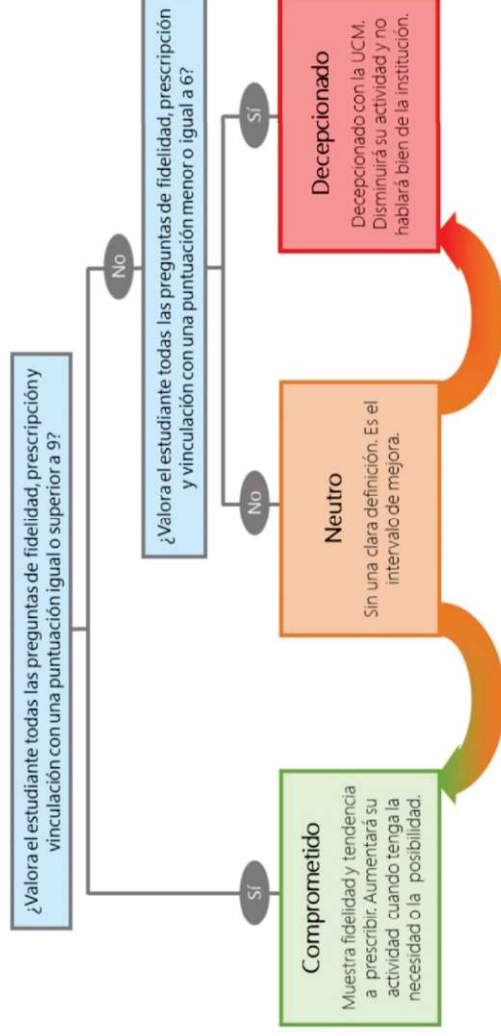 ¿Valora el estudiante todas las preguntas de fidelidad, prescripcióny
vinculación con una puntuación igual o superior a 9?
No
¿Valora el estudiante todas las preguntas de fidelidad, prescripción
y vinculación con una puntuación menor o igual a 6?
Sí
No
Sí
Comprometido
Muestra fidelidad y tendencia
a prescribir. Aumentará su
actividad cuando tenga la
necesidad o la posibilidad.
Neutro
Sin una clara definición. Es el
intervalo de mejora.
Decepcionado
Decepcionado con la UCM.
Disminuirá su actividad y no
hablará bien de la institución.